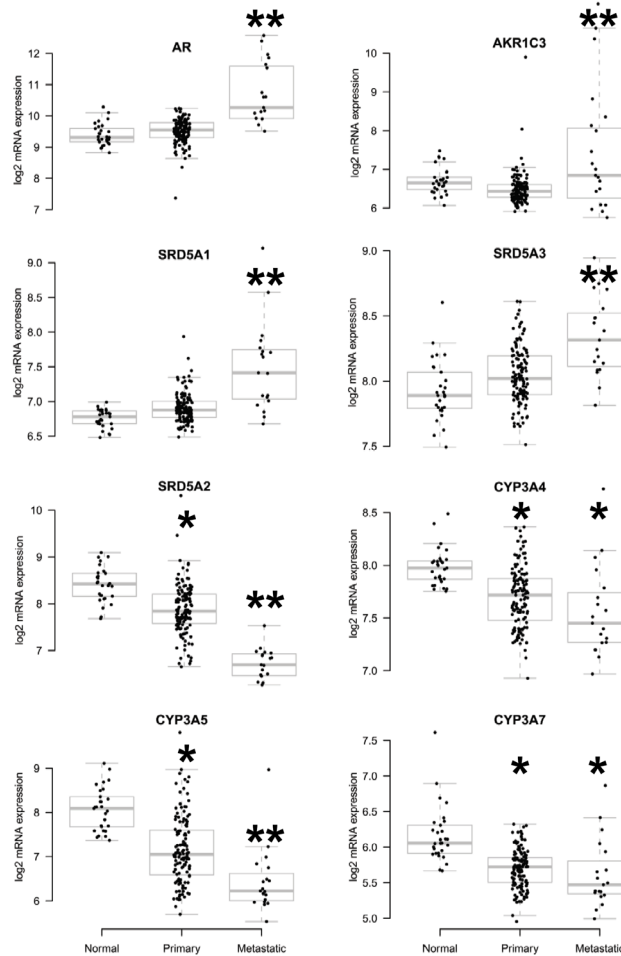 AR
**
log2 mRNA expression
12
11
10
9
8
7
AKR1C3
**
log2 mRNA expression
10
9
8
7
6
SRD5A1
**
log2 mRNA expression
9.0
8.5
8.0
7.5
7.0
6.5
SRD5A3
**
log2 mRNA expression
9.0
8.5
8.0
7.5
SRD5A2
*
**
log2 mRNA expression
10
9
8
7
CYP3A4
*
*
log2 mRNA expression
8.5
8.0
7.5
7.0
CYP3A5
*
**
log2 mRNA expression
9
8
7
6
Normal Primary Metastatic
CYP3A7
*
*
log2 mRNA expression
7.5
7.0
6.5
6.0
5.5
5.0
Normal Primary Metastatic